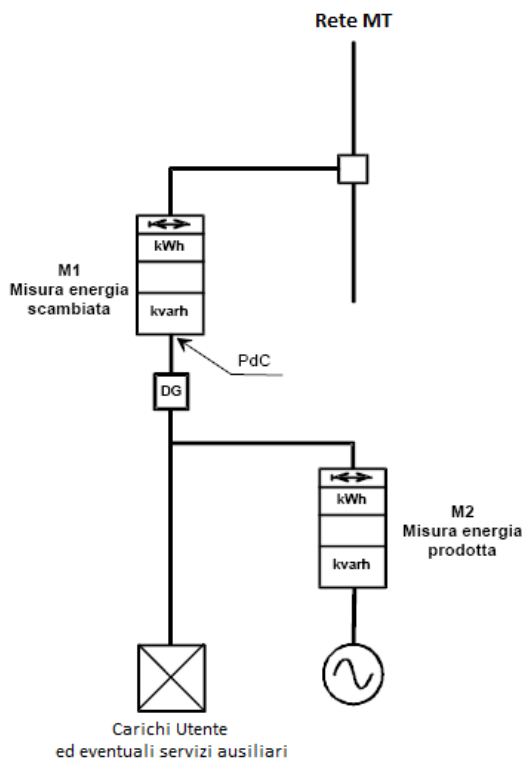 Rete MT
kWh
M1
Misura energia
scambiata
kvarh
PdC
DG
kWh
M2
Misura energia
prodotta
kvarh
Carichi Utente
ed eventuali servizi ausiliari